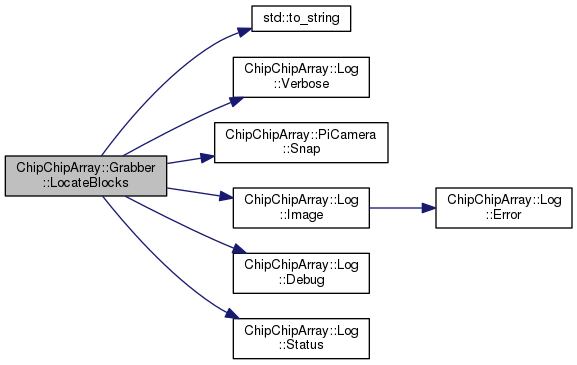 std::to_string
ChipChipArray::Log
::Verbose
ChipChipArray::PiCamera
::Snap
ChipChipArray::Grabber
::LocateBlocks
ChipChipArray::Log
::Image
ChipChipArray::Log
::Error
ChipChipArray::Log
::Debug
ChipChipArray::Log
::Status